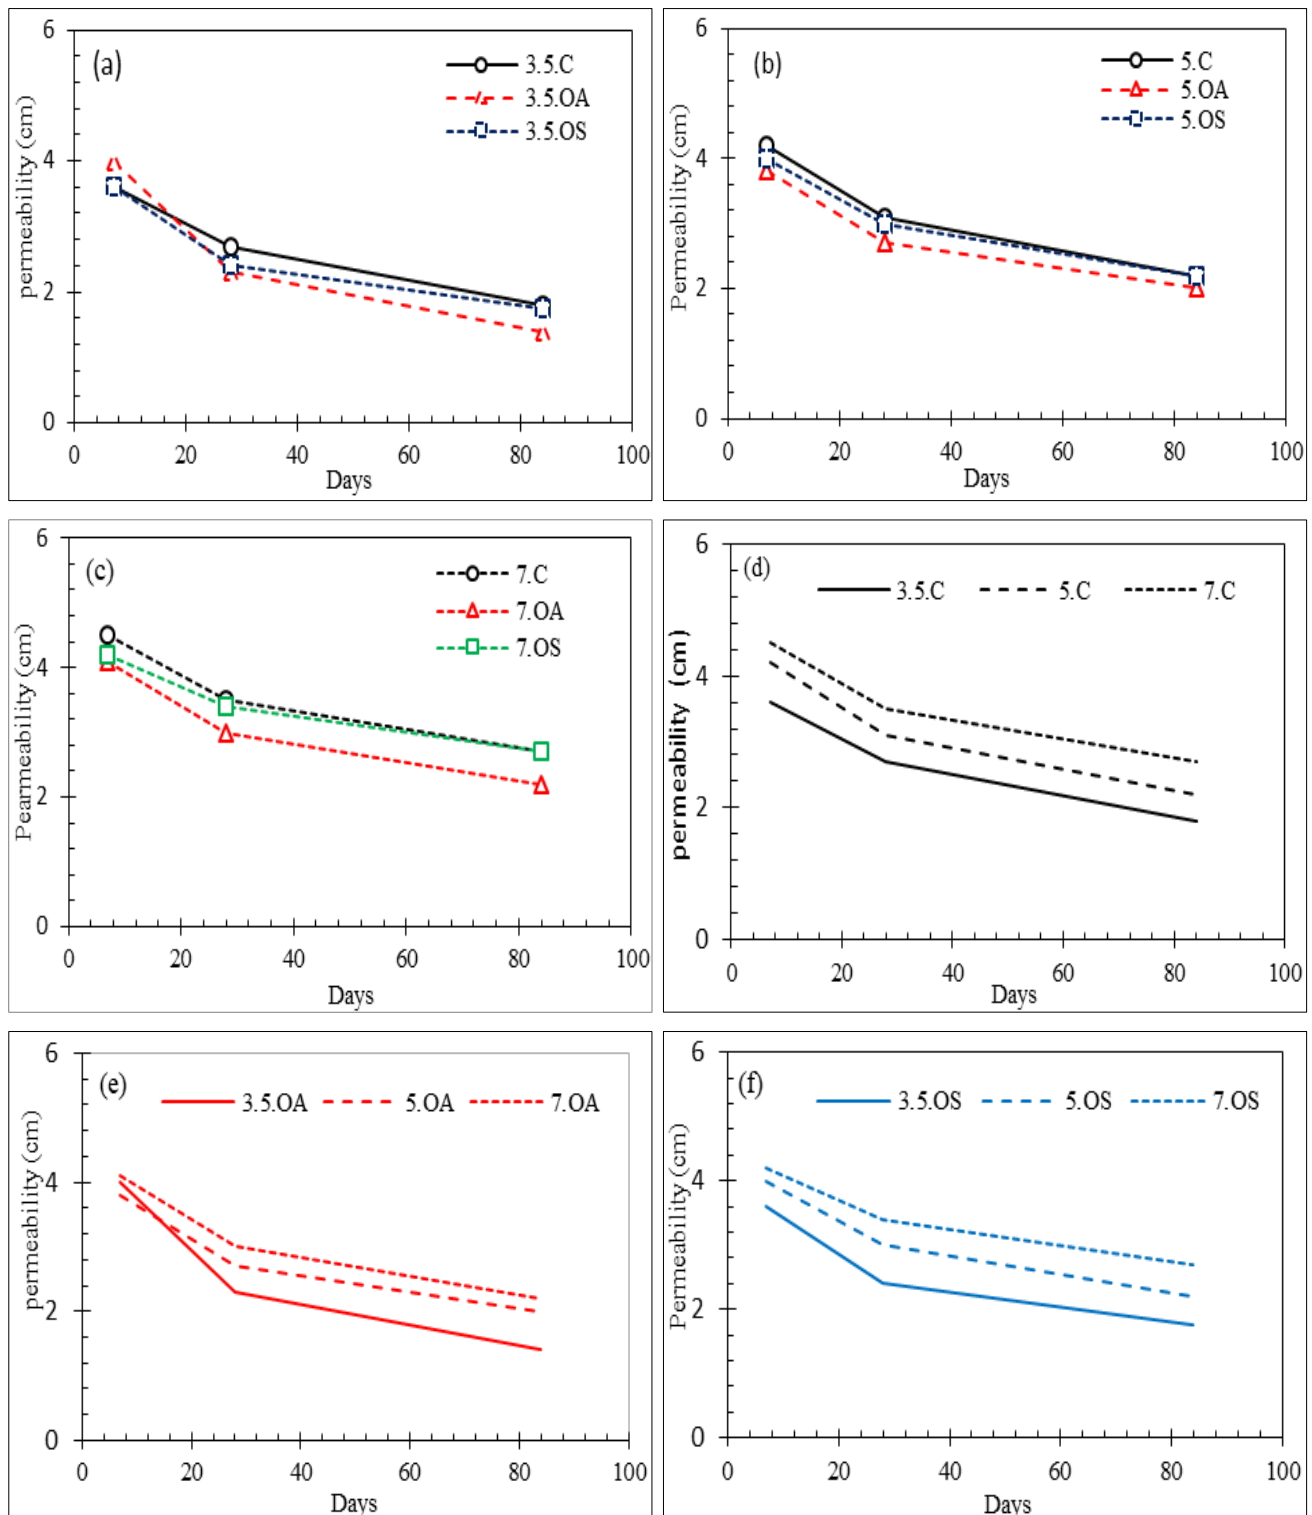 (a)
3.5.C
3.5.OA
3.5.OS
permeability (cm)
6
4
2
0
0 20 40 60 80 100
Days
(b)
5.C
5.OA
5.OS
Permeability (cm)
6
4
2
0
0 20 40 60 80 100
Days
(c)
7.C
7.OA
7.OS
Pearmeability (cm)
6
4
2
0
0 20 40 60 80 100
Days
(d)
3.5.C 5.C 7.C
permeability (cm)
6
4
2
0
0 20 40 60 80 100
Days
(e)
3.5.OA 5.OA 7.OA
permeability (cm)
6
4
2
0
0 20 40 60 80 100
Days
(f)
3.5.OS 5.OS 7.OS
Permeability (cm)
6
4
2
0
0 20 40 60 80 100
Days